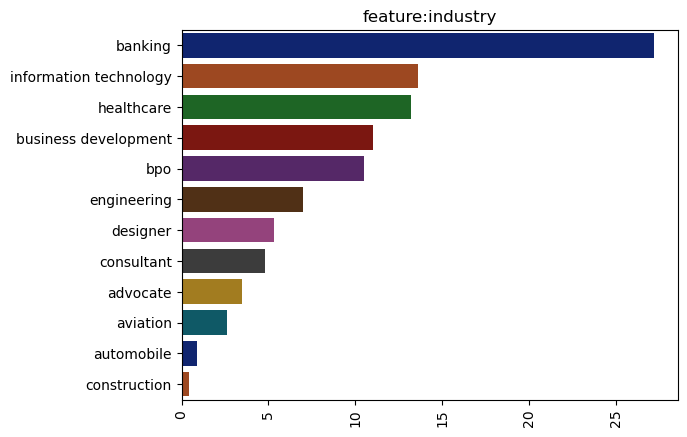 feature:industry
banking
information technology
healthcare
business development
bpo
engineering
designer
consultant
advocate
aviation
automobile
construction
0
5
10
15
20
25